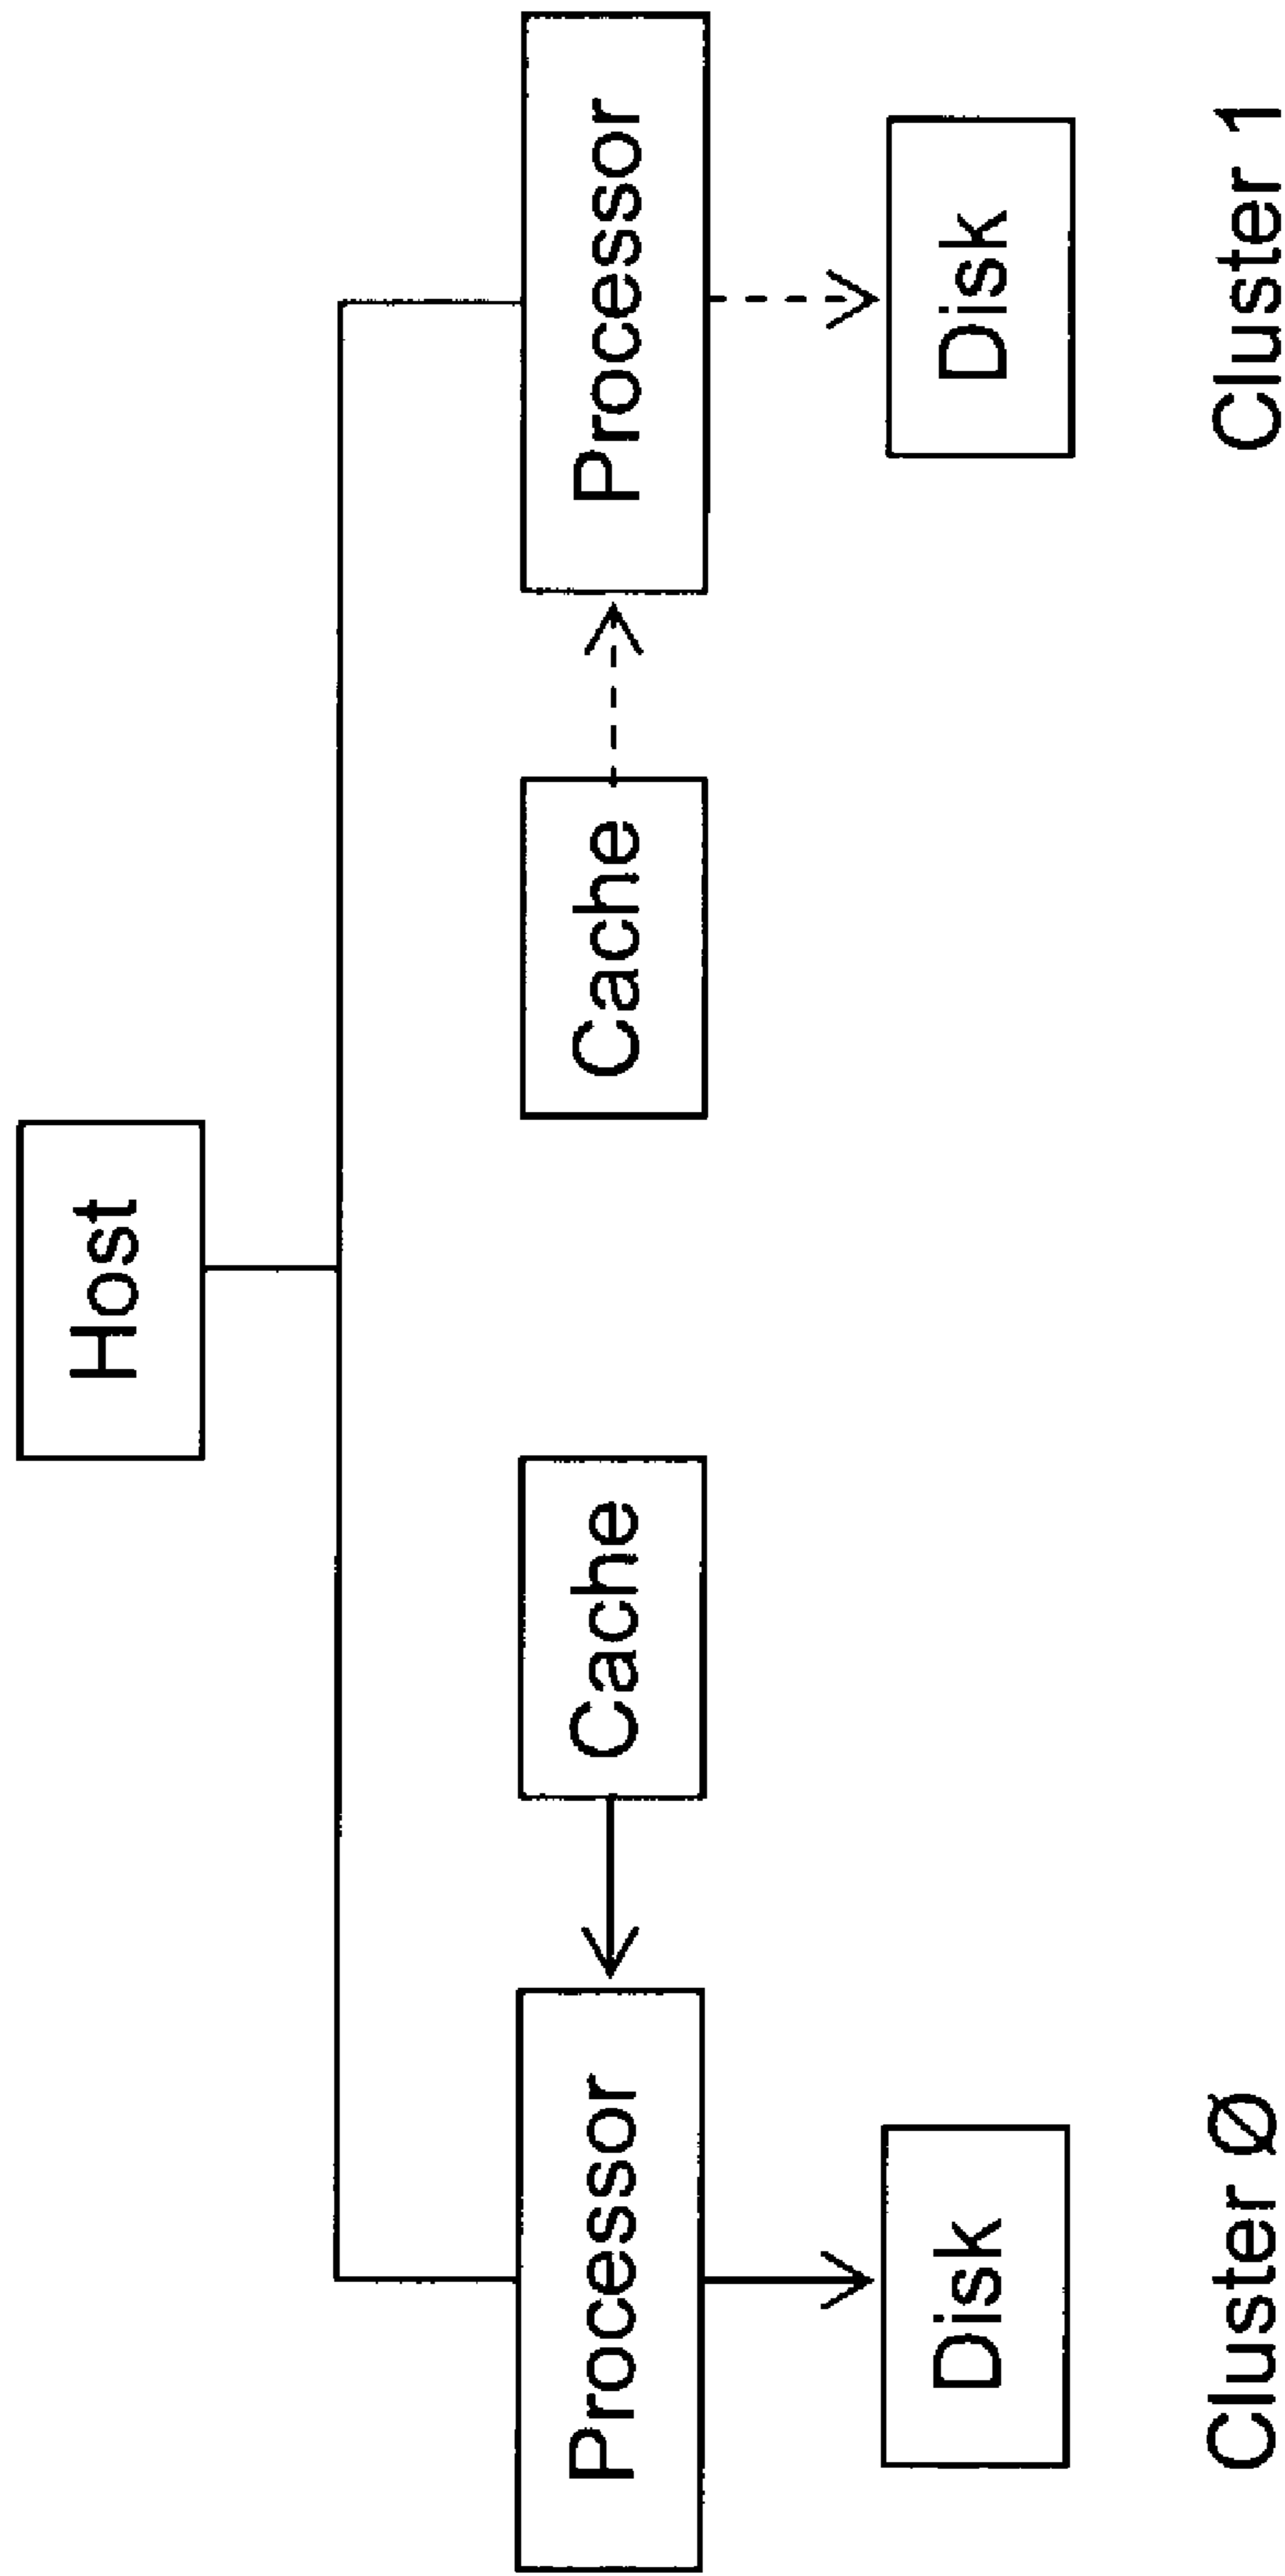 Host
Processor
Cache
Cache
Processor
Disk
Disk
Cluster Ø
Cluster 1